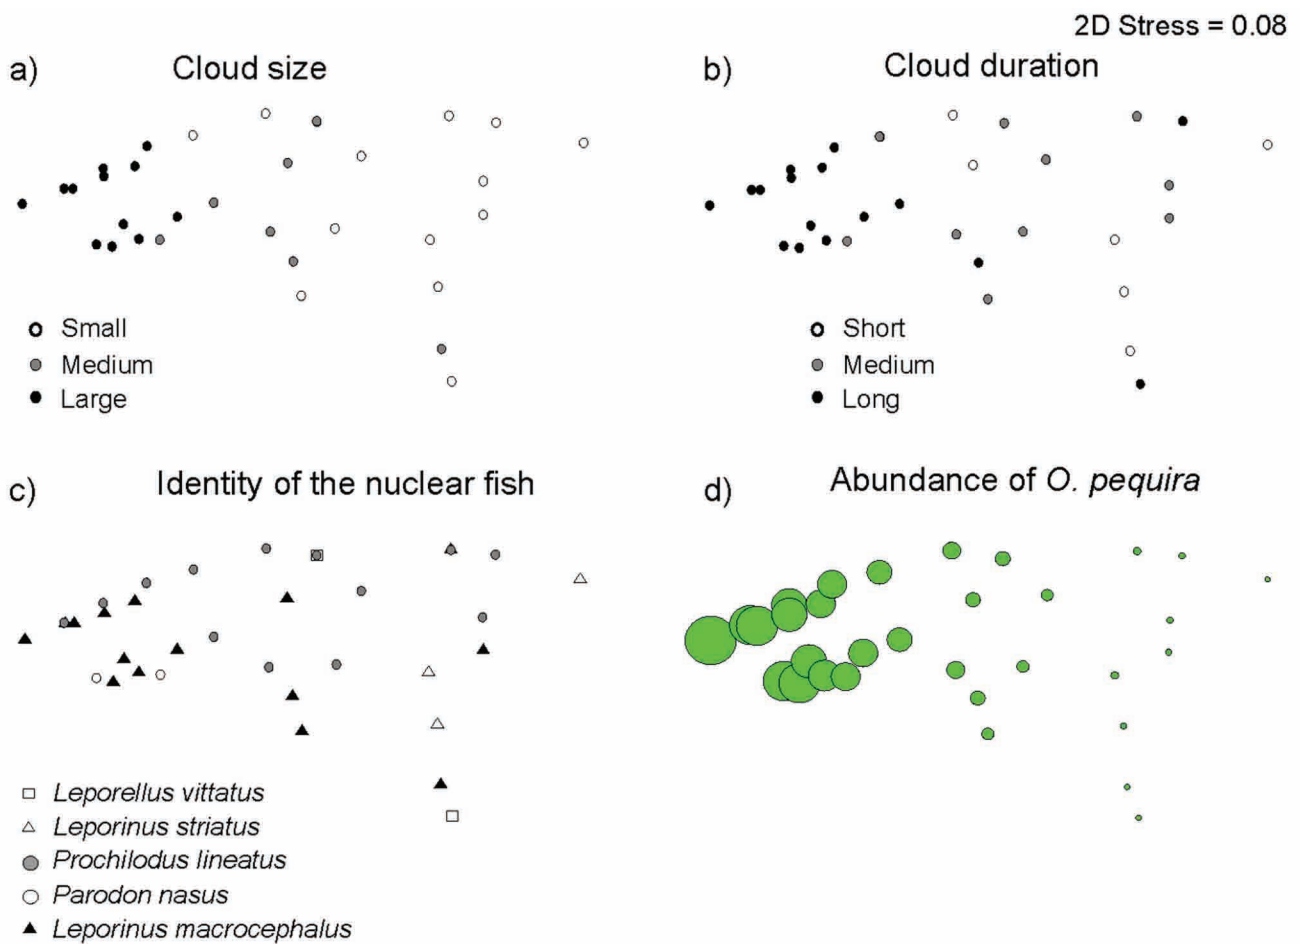 2D Stress = 0.08
a) Cloud size
b) Cloud duration
Small
Medium
Large
Short
Medium
Long
c) Identity of the nuclear fish
d) Abundance of O. pequira
Leporellus vittatus
Leporinus striatus
Prochilodus lineatus
Parodon nasus
Leporinus macrocephalus